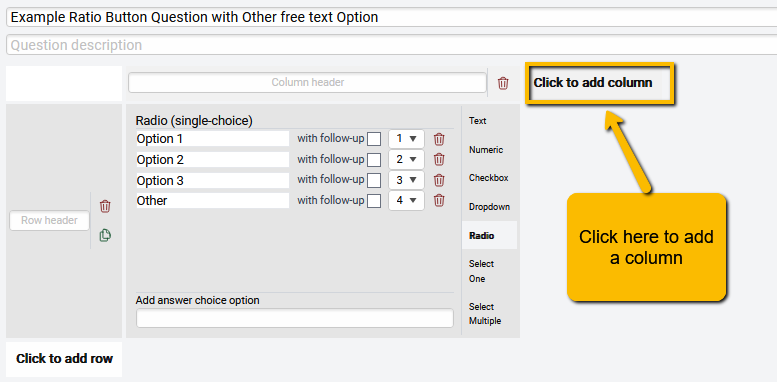 Example Ratio Button Question with Other free text Option
Question description
Column header
Click to add column
Radio (single-choice)
Option 1 with follow-up 1
Option 2 with follow-up 2
Option 3 with follow-up 3
Other with follow-up 4
Row header
Add answer choice option
Text
Numeric
Checkbox
Dropdown
Radio
Select
One
Select
Multiple
Click here to add
a column
Click to add row